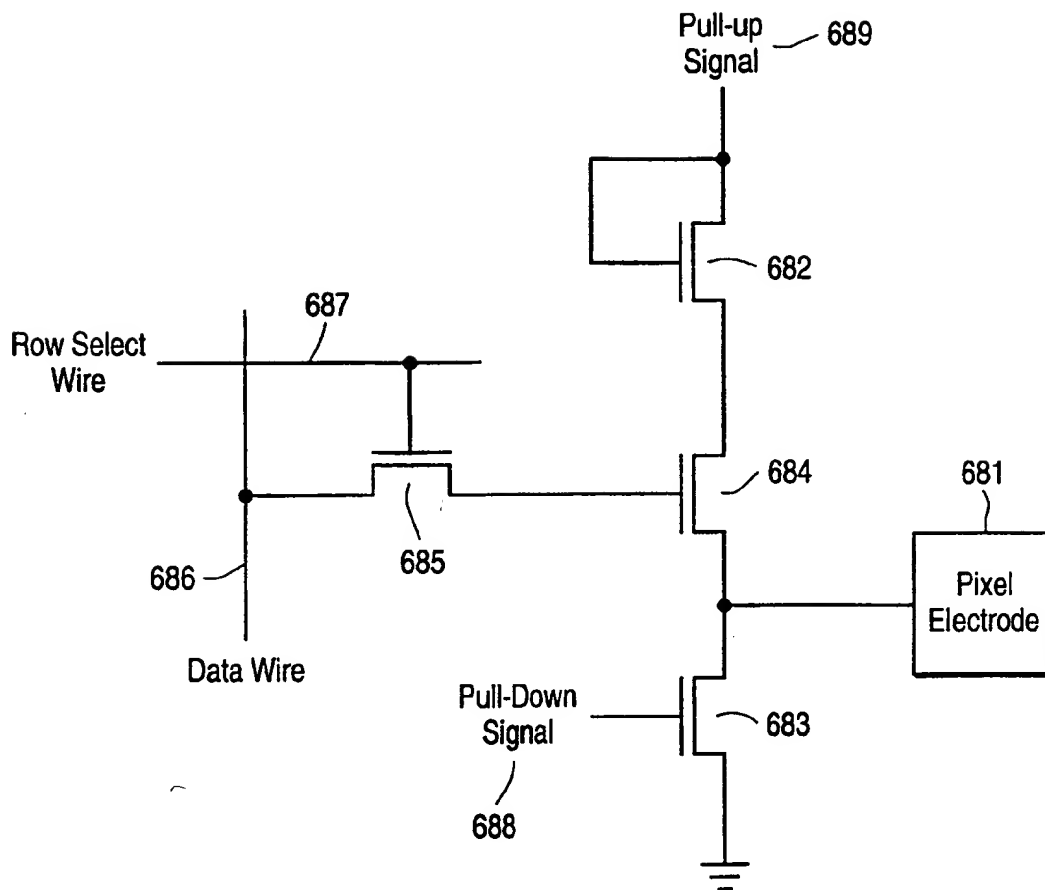 Pull-up
Signal
689
682
687
Row Select
Wire
684
681
685
686
Pixel
Electrode
Data Wire
Pull-Down
Signal
683
688